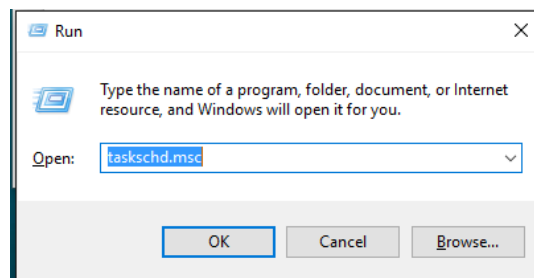 Run
Type the name of a program, folder, document, or Internet
resource, and Windows will open it for you.
Open: taskschd.msc
OK Cancel Browse...